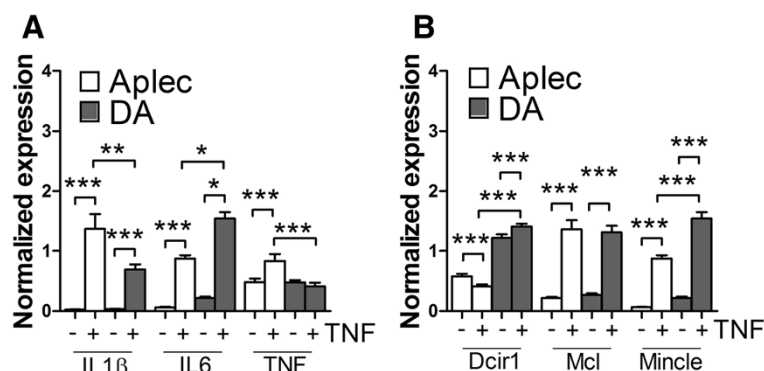 A
Normalized expression
4
3
2
1
0
Aplec
DA
**
*
***
***
***
*
***
***
- + - + - + - + - + - + TNF
IL1β IL6 TNF
B
Normalized expression
4
3
2
1
0
Aplec
DA
***
***
***
***
***
***
***
***
- + - + - + - + - + - + TNF
Dcir1 Mcl Mincle